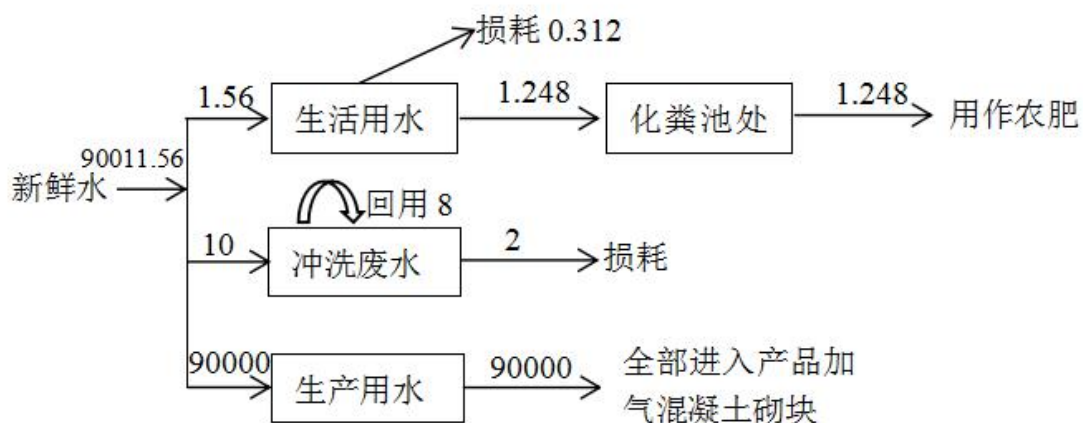 损耗 0.312
1.56
生活用水
1.248
化粪池处
1.248
用作农肥
90011.56
新鲜水
回用 8
10
冲洗废水
2
损耗
90000
生产用水
90000
全部进入产品加
气混凝土砌块